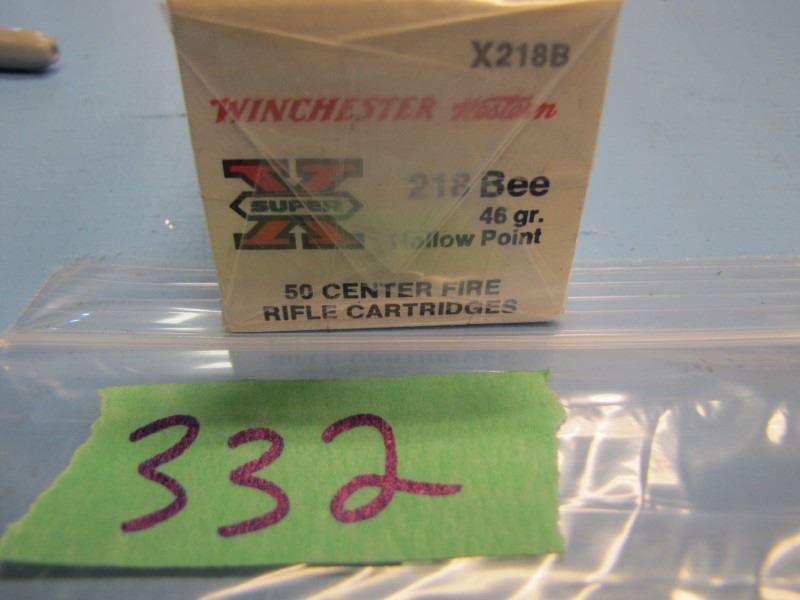 X218B
WINCHESTER Western
X
SUPER
218 Bee
46 gr.
Hollow Point
50 CENTER FIRE
RIFLE CARTRIDGES
332